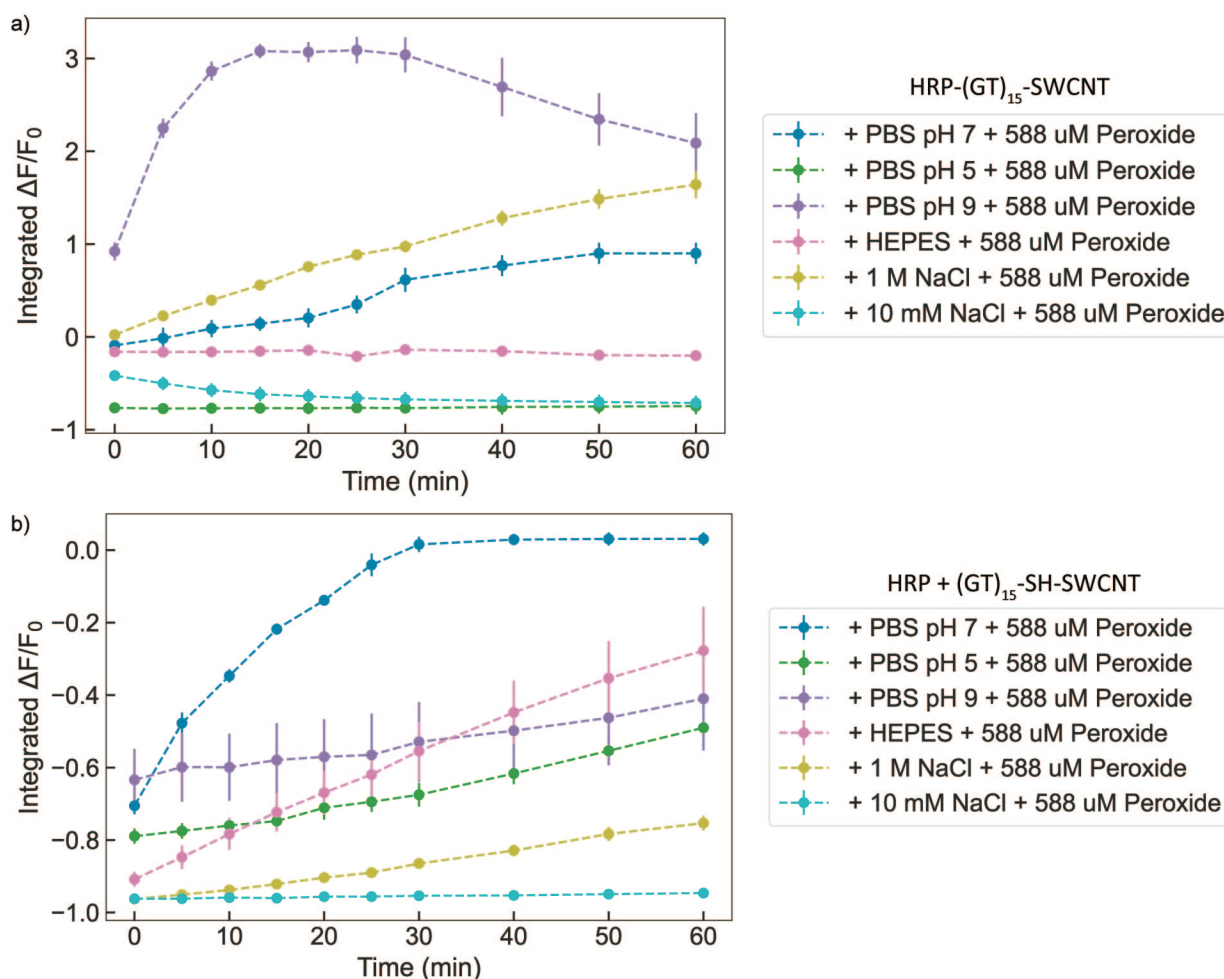 a)
3
2
1
0
−1
Integrated ΔF/F0
0 10 20 30 40 50 60
Time (min)
HRP-(GT)15-SWCNT
+ PBS pH 7 + 588 uM Peroxide
+ PBS pH 5 + 588 uM Peroxide
+ PBS pH 9 + 588 uM Peroxide
+ HEPES + 588 uM Peroxide
+ 1 M NaCl + 588 uM Peroxide
+ 10 mM NaCl + 588 uM Peroxide
b)
0.0
−0.2
−0.4
−0.6
−0.8
−1.0
Integrated ΔF/F0
0 10 20 30 40 50 60
Time (min)
HRP + (GT)15-SH-SWCNT
+ PBS pH 7 + 588 uM Peroxide
+ PBS pH 5 + 588 uM Peroxide
+ PBS pH 9 + 588 uM Peroxide
+ HEPES + 588 uM Peroxide
+ 1 M NaCl + 588 uM Peroxide
+ 10 mM NaCl + 588 uM Peroxide